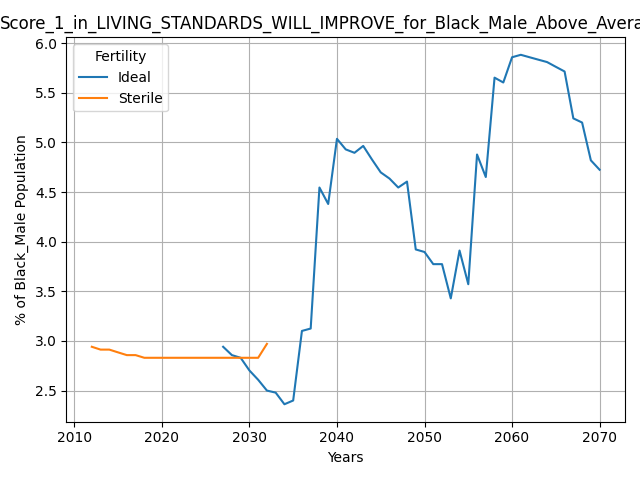 Score_1_in_LIVING_STANDARDS_WILL_IMPROVE_for_Black_Male_Above_Avera
Fertility
Ideal
Sterile
% of Black_Male Population
6.0
5.5
5.0
4.5
4.0
3.5
3.0
2.5
2010 2020 2030 2040 2050 2060 2070
Years